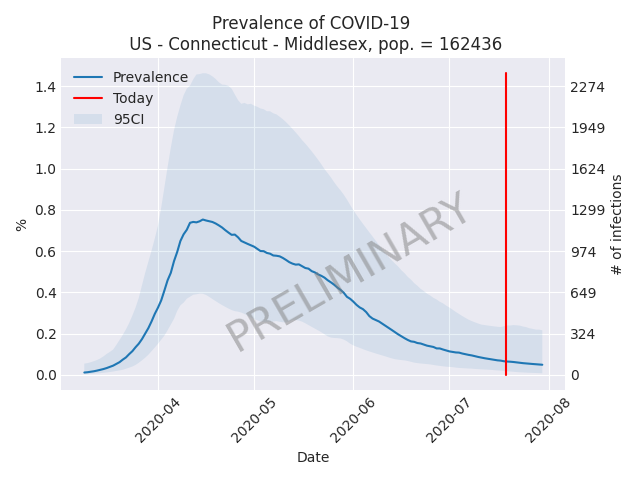 Prevalence of COVID-19
US - Connecticut - Middlesex, pop. = 162436
Prevalence
Today
95CI
1.4
1.2
1.0
0.8
0.6
0.4
0.2
0.0
%
2274
1949
1624
1299
974
649
324
0
# of infections
PRELIMINARY
2020-04
2020-05
2020-06
2020-07
2020-08
Date